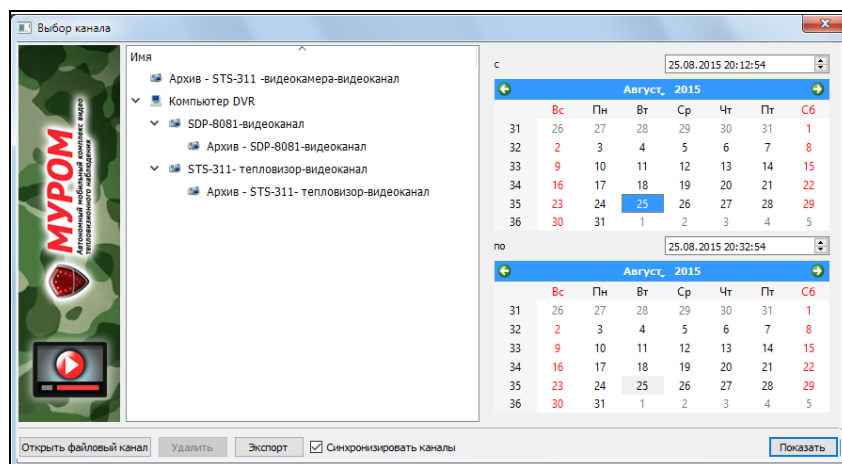 Выбор канала
МУРОМ
Автономный мобильный комплекс видео
тепловизионного наблюдения
Имя
Архив - STS-311 -видеокамера-видеоканал
Компьютер DVR
SDP-8081-видеоканал
Архив - SDP-8081-видеоканал
STS-311- тепловизор-видеоканал
Архив - STS-311- тепловизор-видеоканал
с 25.08.2015 20:12:54
Август, 2015
Вс Пн Вт Ср Чт Пт Сб
31 26 27 28 29 30 31 1
32 2 3 4 5 6 7 8
33 9 10 11 12 13 14 15
34 16 17 18 19 20 21 22
35 23 24 25 26 27 28 29
36 30 31 1 2 3 4 5
по 25.08.2015 20:32:54
Август, 2015
Вс Пн Вт Ср Чт Пт Сб
31 26 27 28 29 30 31 1
32 2 3 4 5 6 7 8
33 9 10 11 12 13 14 15
34 16 17 18 19 20 21 22
35 23 24 25 26 27 28 29
36 30 31 1 2 3 4 5
Открыть файловый канал Удалить Экспорт Синхронизировать каналы Показать